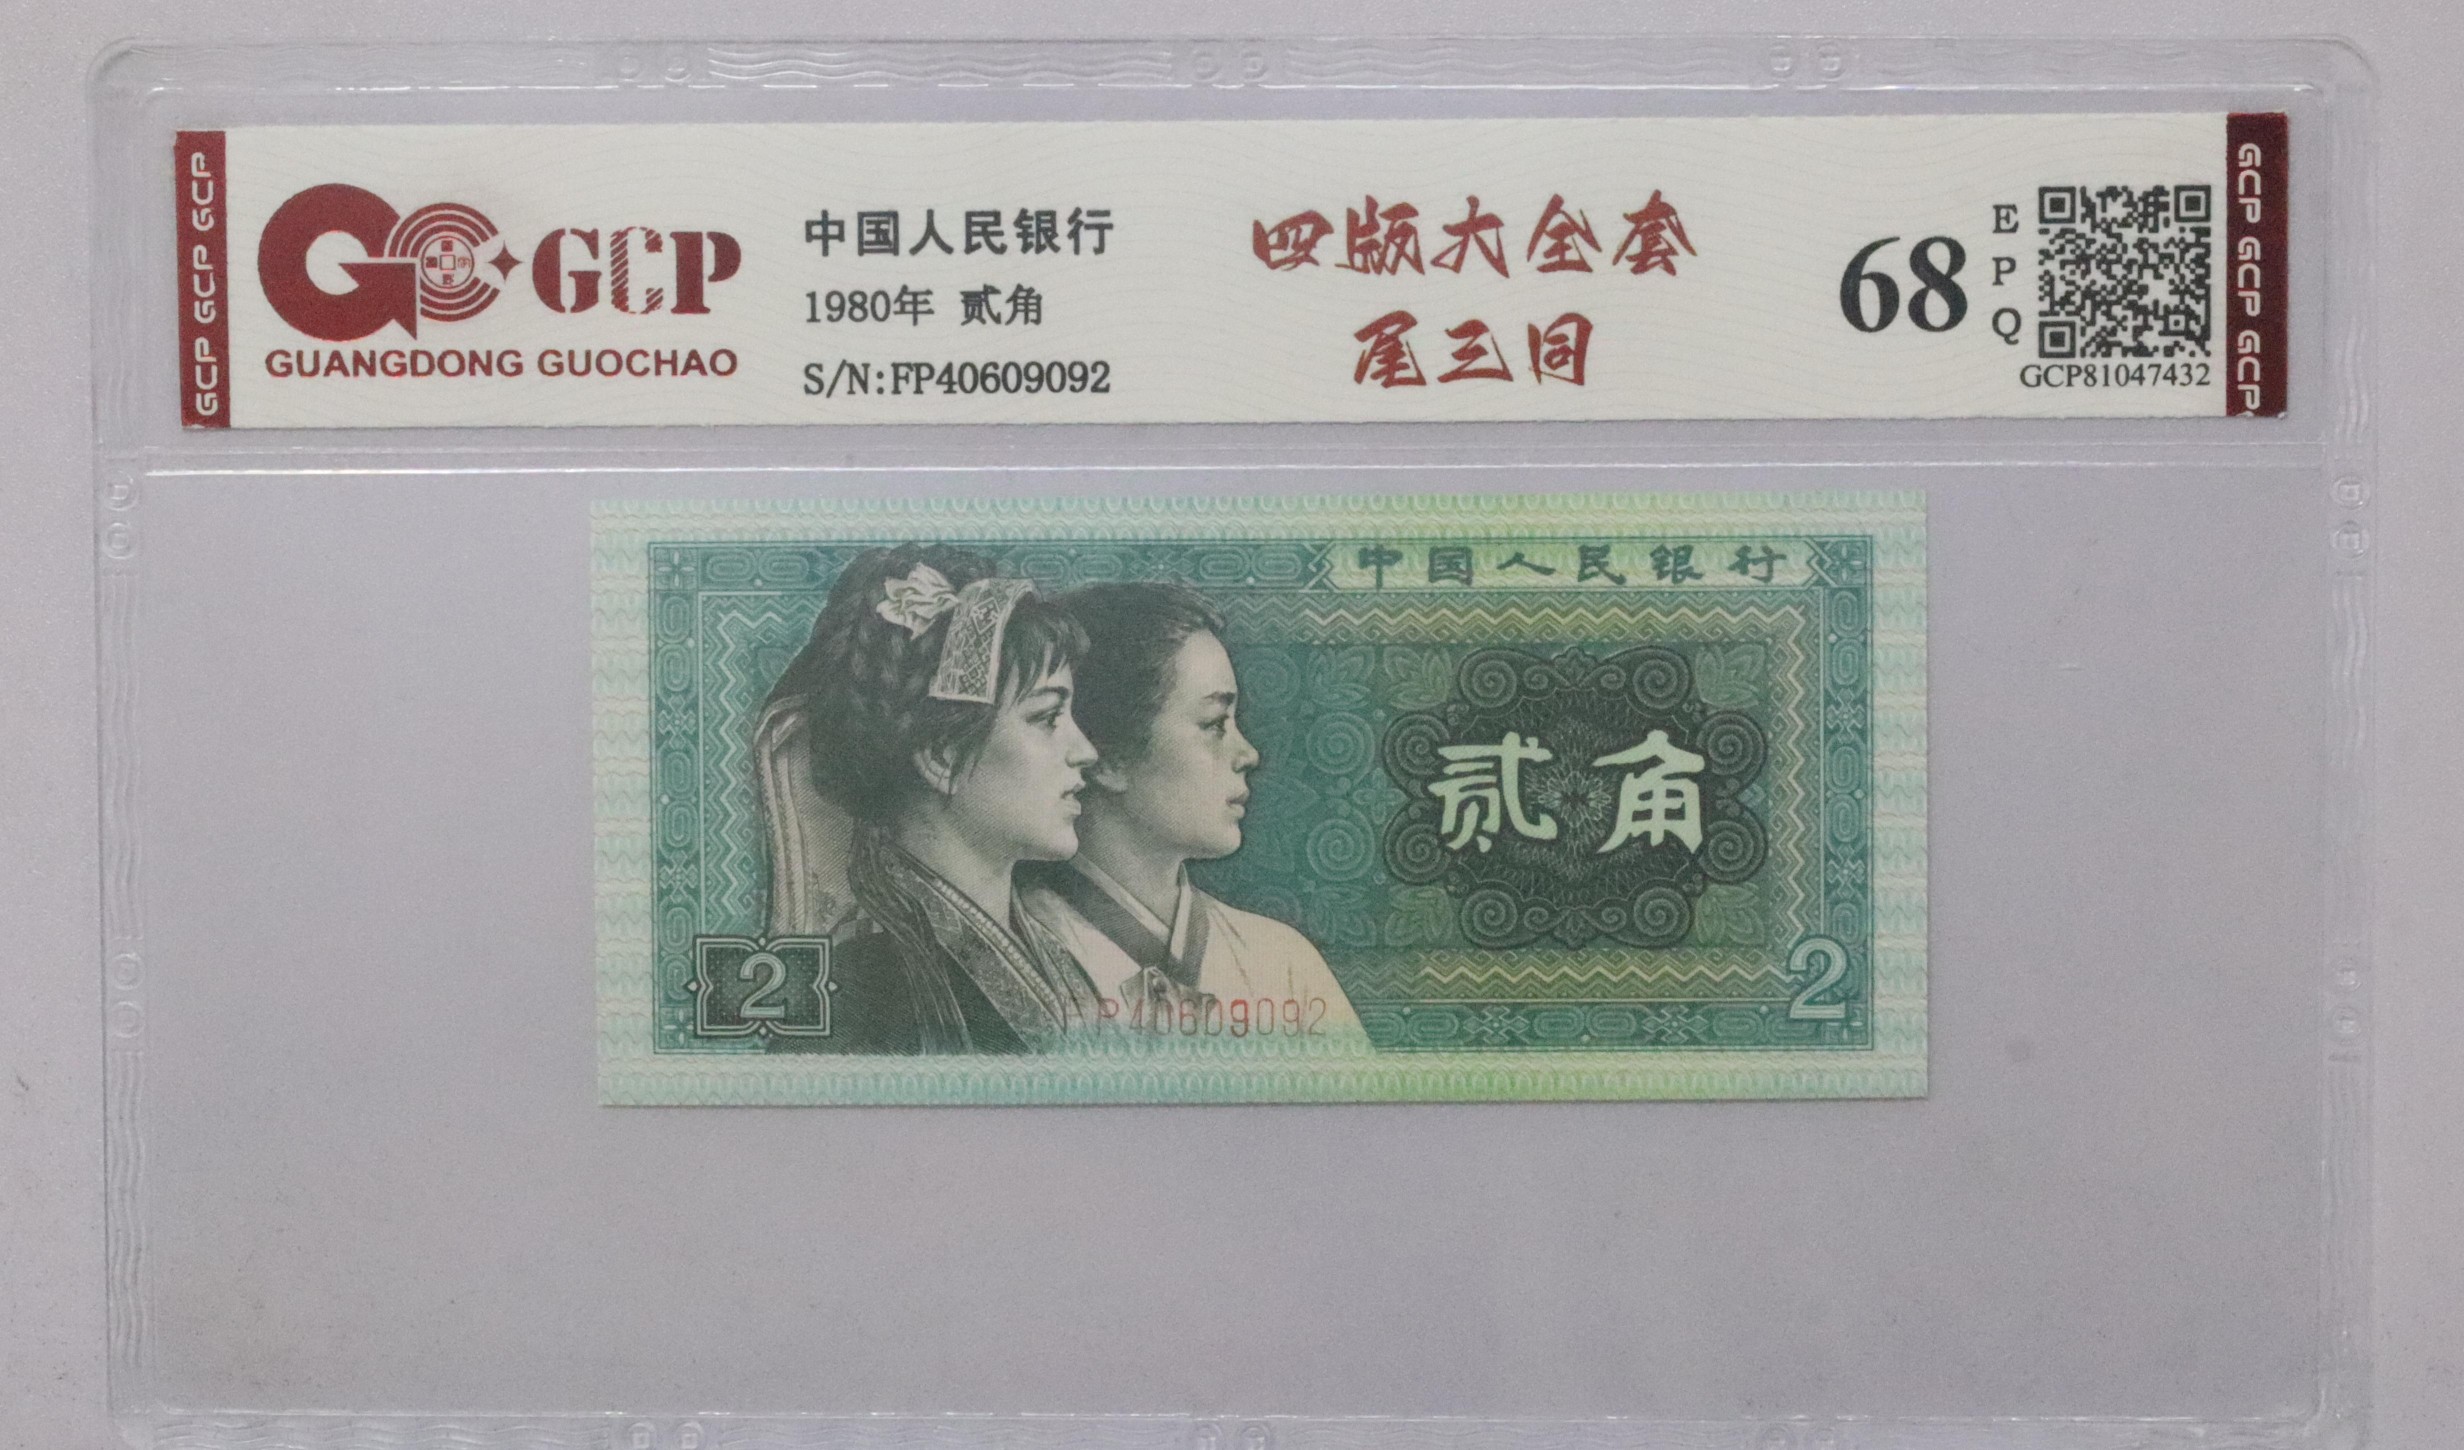 GCP GCP GCP
GCP
GUANGDONG GUOCHAO
中国人民银行
1980年 贰角
S/N:FP40609092
四版大全套
尾三同
68
E
P
Q
GCP81047432
GCP GCP GCP
中国人民银行
贰角
2
FP40609092
2